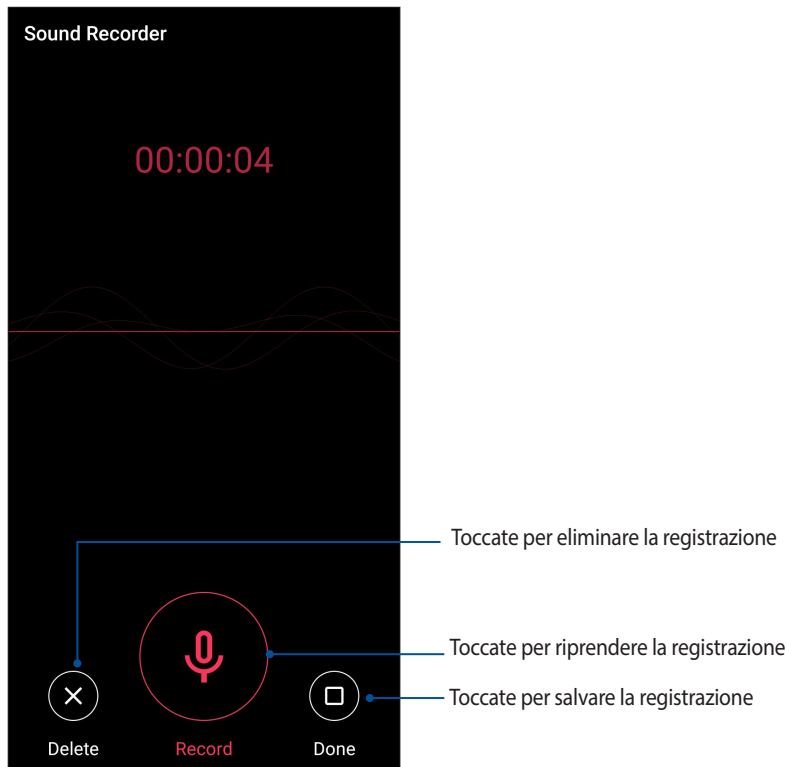 Sound Recorder
00:00:04
Toccate per eliminare la registrazione
Toccate per riprendere la registrazione
Toccate per salvare la registrazione
Delete
Record
Done